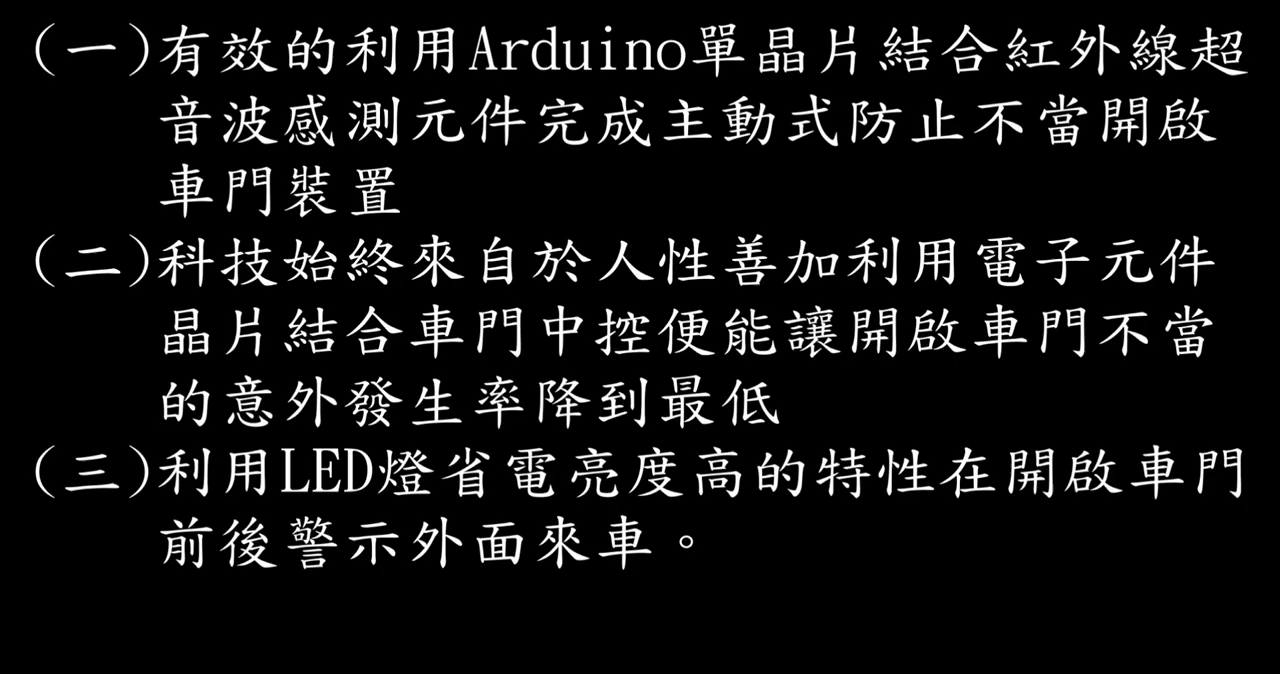 (一)有效的利用Arduino單晶片結合紅外線超
音波感測元件完成主動式防止不當開啟
車門裝置
(二)科技始終來自於人性善加利用電子元件
晶片結合車門中控便能讓開啟車門不當
的意外發生率降到最低
(三)利用LED燈省電亮度高的特性在開啟車門
前後警示外面來車。